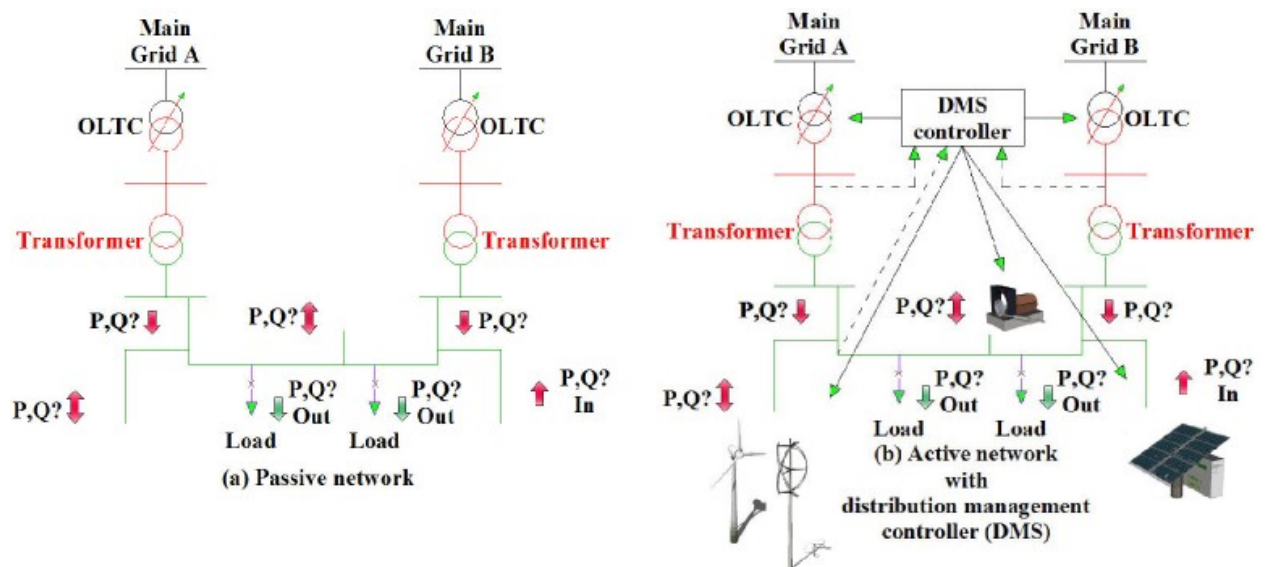 Main
Grid A
Main
Grid B
OLTC
OLTC
Transformer
Transformer
P,Q?
P,Q?
P,Q?
P,Q?
P,Q?
Out
P,Q?
Out
P,Q?
In
Load
Load
(a) Passive network
Main
Grid A
Main
Grid B
DMS
controller
OLTC
OLTC
Transformer
Transformer
P,Q?
P,Q?
P,Q?
P,Q?
P,Q?
Out
P,Q?
Out
P,Q?
In
Load
Load
(b) Active network
with
distribution management
controller (DMS)